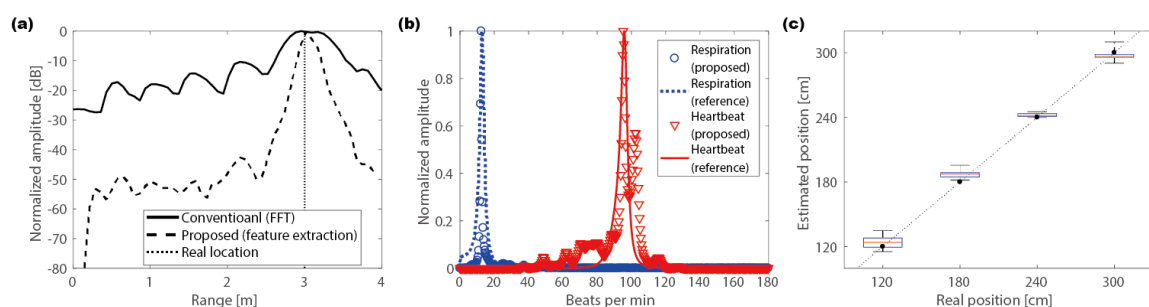 (a)
Normalized amplitude [dB]
0
-10
-20
-30
-40
-50
-60
-70
-80
0
1
2
3
4
Range [m]
Conventioanl (FFT)
Proposed (feature extraction)
Real location
(b)
Normalized amplitude
1
0.8
0.6
0.4
0.2
0
0
20
40
60
80
100
120
140
160
180
Beats per min
Respiration
(proposed)
Respiration
(reference)
Heartbeat
(proposed)
Heartbeat
(reference)
(c)
Estimated position [cm]
300
240
180
120
120
180
240
300
Real position [cm]